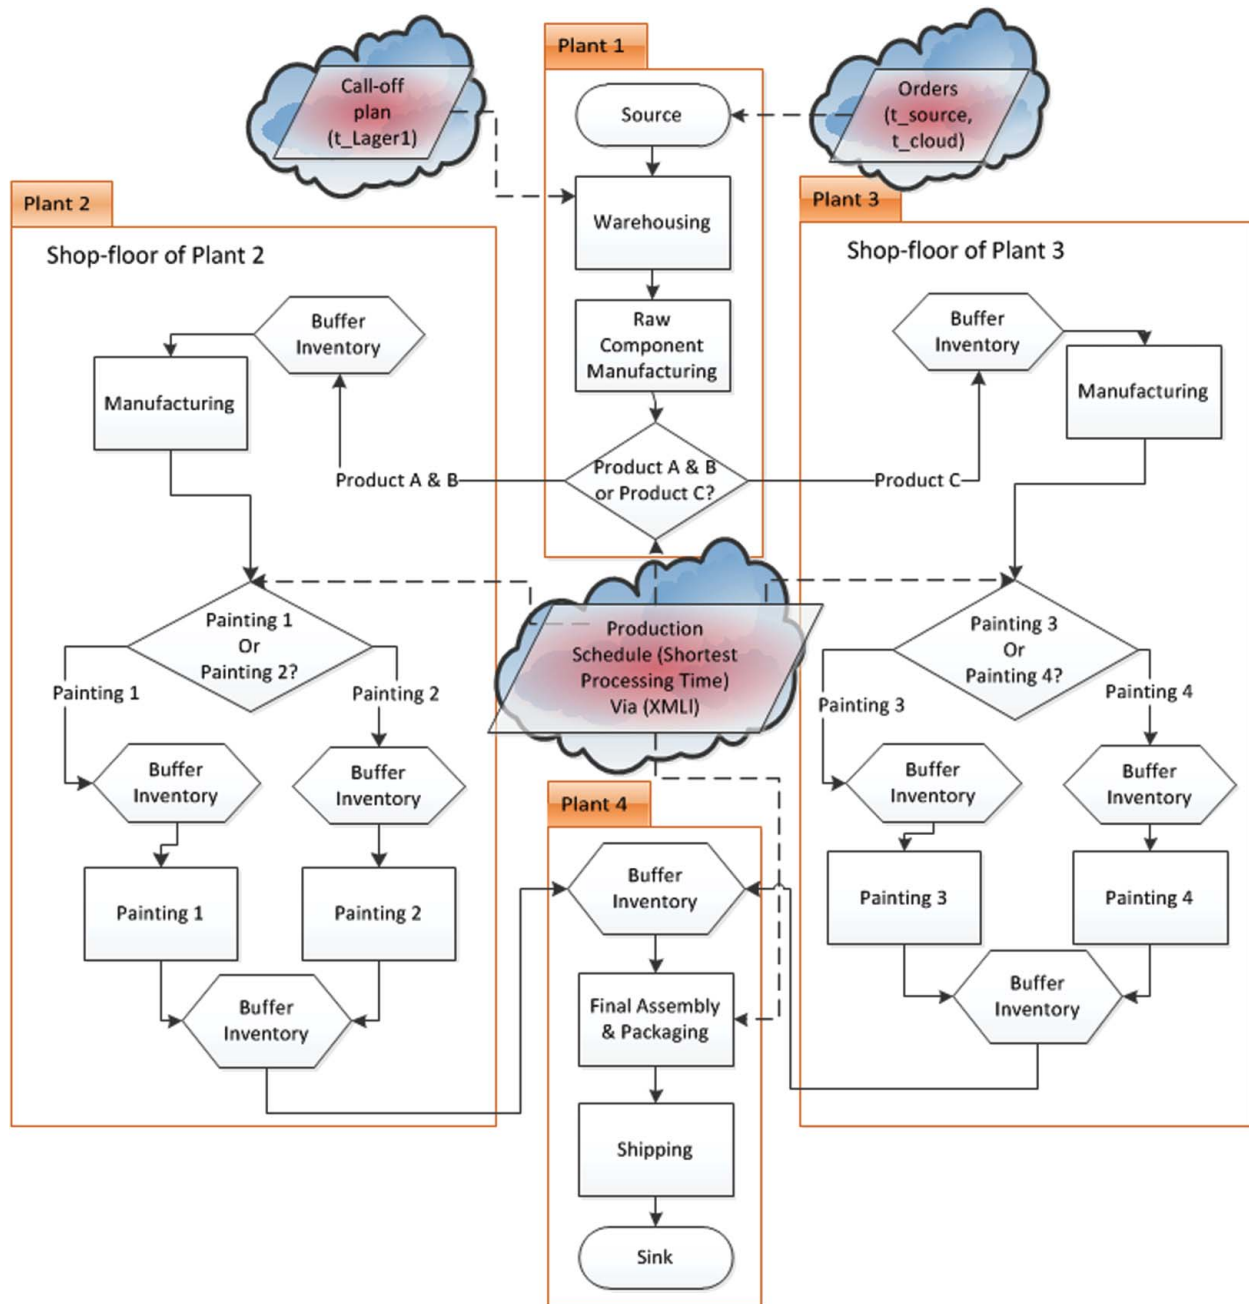 Plant 1
Call-off
plan
(t_Lager1)
Source
Orders
(t_source,
t_cloud)
Plant 2
Plant 3
Warehousing
Shop-floor of Plant 2
Shop-floor of Plant 3
Buffer
Inventory
Raw
Component
Manufacturing
Buffer
Inventory
Manufacturing
Manufacturing
Product A & B
Product A & B
or Product C?
Product C
Painting 1
Or
Painting 2?
Production
Schedule (Shortest
Processing Time)
Via (XMLI)
Painting 3
Or
Painting 4?
Painting 1
Painting 2
Painting 3
Painting 4
Buffer
Inventory
Buffer
Inventory
Buffer
Inventory
Buffer
Inventory
Plant 4
Buffer
Inventory
Painting 1
Painting 2
Painting 3
Painting 4
Buffer
Inventory
Final Assembly
& Packaging
Buffer
Inventory
Shipping
Sink